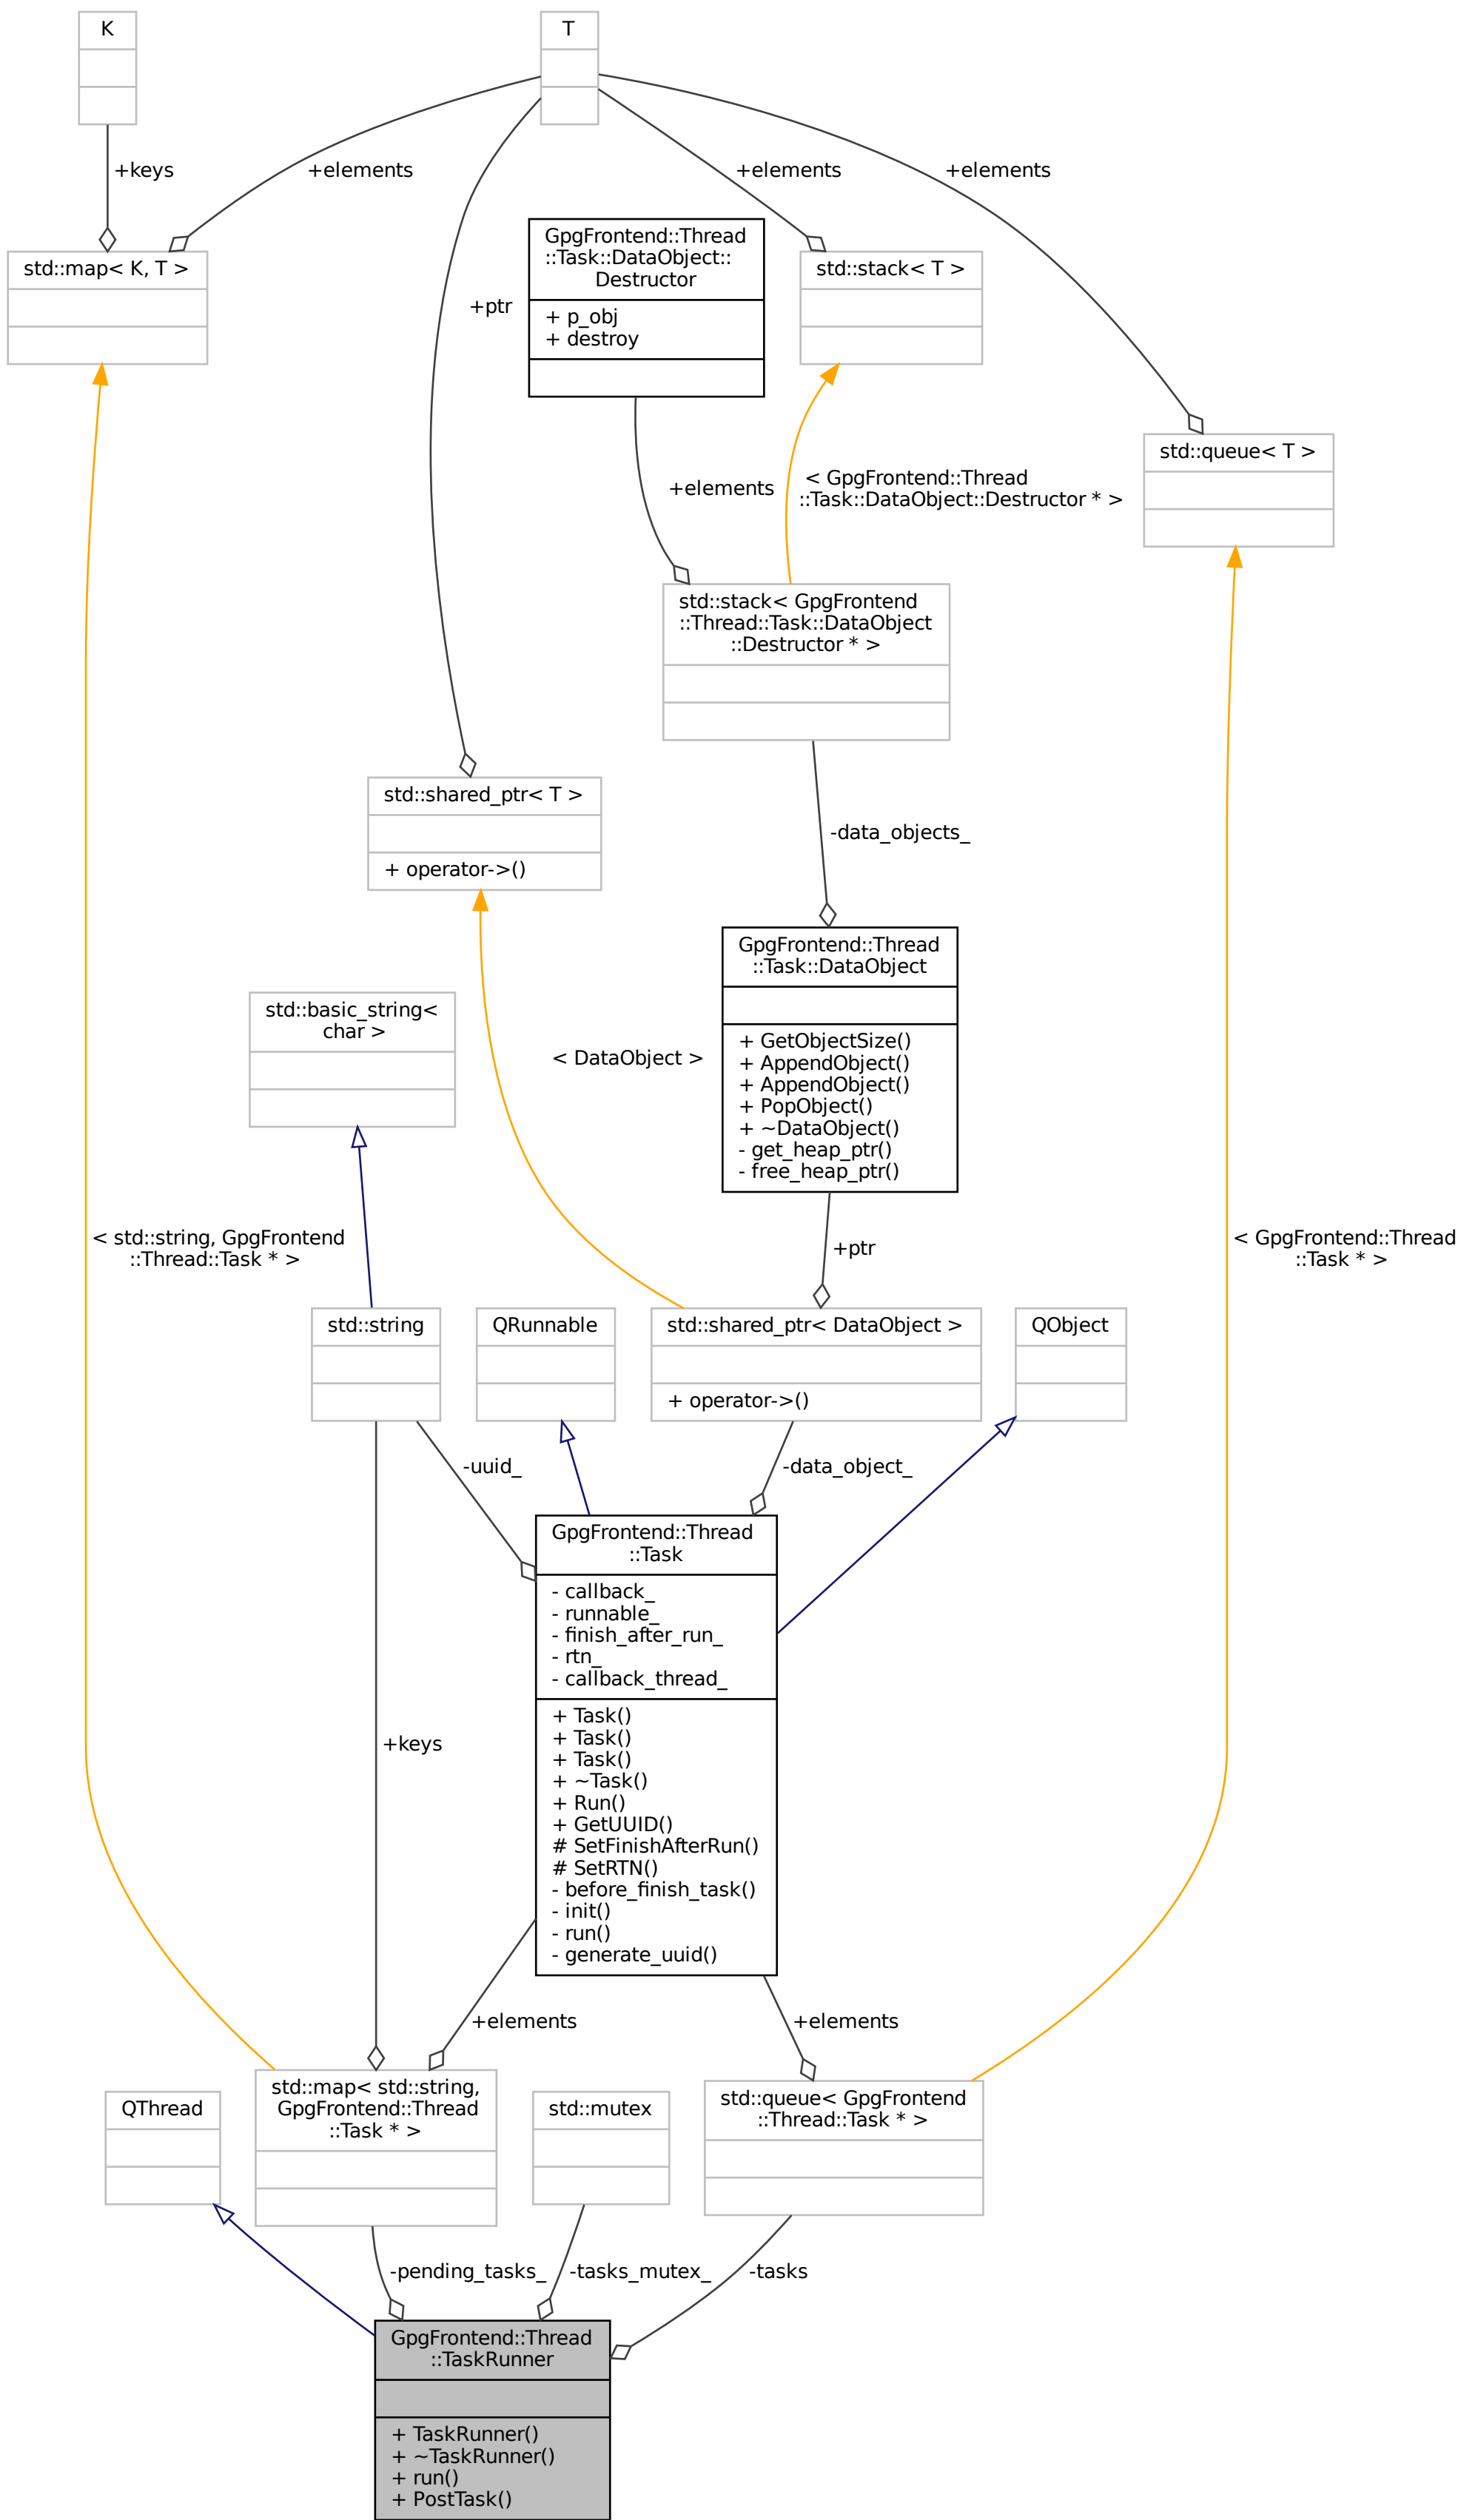 K
T
+keys
+elements
+elements
+elements
GpgFrontend::Thread
::Task::DataObject::
Destructor
+ p_obj
+ destroy
std::map< K, T >
std::stack< T >
+ptr
std::queue< T >
+elements
< GpgFrontend::Thread
::Task::DataObject::Destructor * >
std::stack< GpgFrontend
::Thread::Task::DataObject
::Destructor * >
std::shared_ptr< T >
+ operator->()
-data_objects_
GpgFrontend::Thread
::Task::DataObject
+ GetObjectSize()
+ AppendObject()
+ AppendObject()
+ PopObject()
+ ~DataObject()
- get_heap_ptr()
- free_heap_ptr()
std::basic_string<
char >
< DataObject >
< std::string, GpgFrontend
::Thread::Task * >
+ptr
< GpgFrontend::Thread
::Task * >
std::string
QRunnable
std::shared_ptr< DataObject >
+ operator->()
QObject
-uuid_
-data_object_
GpgFrontend::Thread
::Task
- callback_
- runnable_
- finish_after_run_
- rtn_
- callback_thread_
+ Task()
+ Task()
+ Task()
+ ~Task()
+ Run()
+ GetUUID()
# SetFinishAfterRun()
# SetRTN()
- before_finish_task()
- init()
- run()
- generate_uuid()
+keys
+elements
+elements
QThread
std::map< std::string,
GpgFrontend::Thread
::Task * >
std::mutex
std::queue< GpgFrontend
::Thread::Task * >
-pending_tasks_
-tasks_mutex_
-tasks
GpgFrontend::Thread
::TaskRunner
+ TaskRunner()
+ ~TaskRunner()
+ run()
+ PostTask()